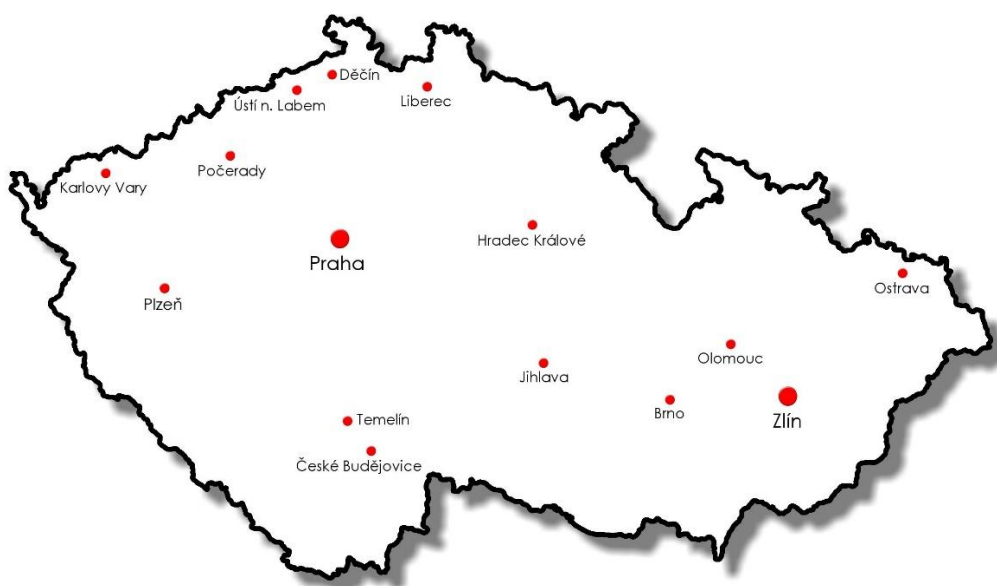 Děčín
Ústí n. Labem
Liberec
Počerady
Karlovy Vary
Hradec Králové
Praha
Ostrava
Plzeň
Olomouc
Jihlava
Brno
Zlín
Temelín
České Budějovice